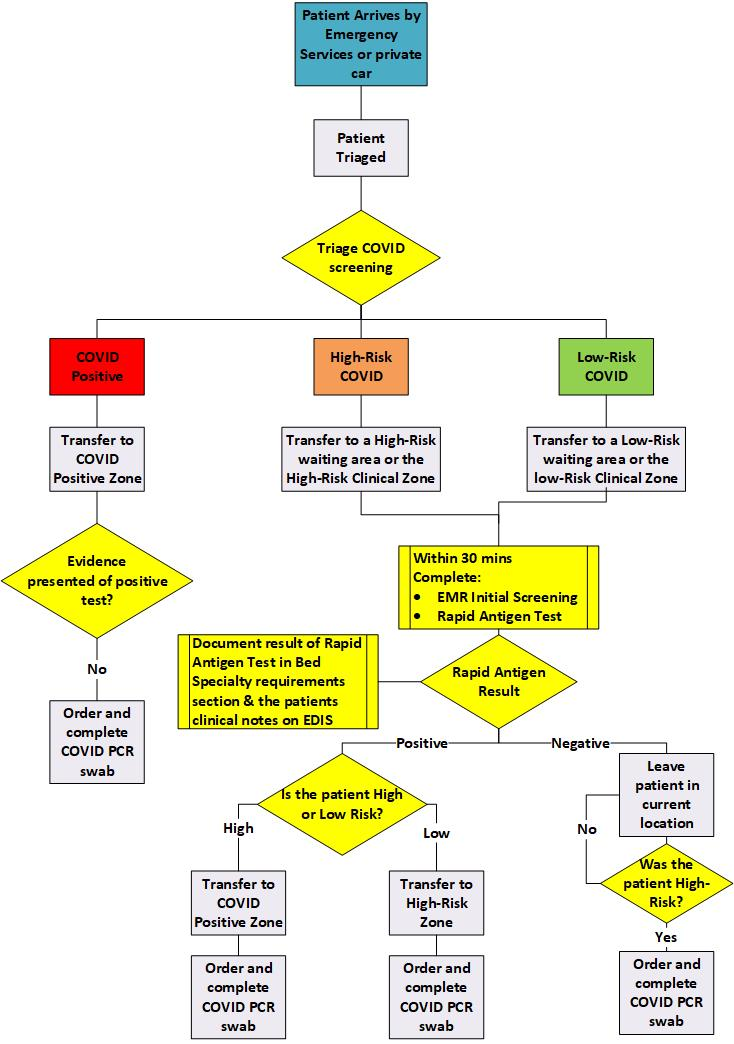 Patient Arrives by
Emergency
Services or private
car
Patient
Triaged
Triage COVID
screening
COVID
Positive
High-Risk
COVID
Low-Risk
COVID
Transfer to
COVID
Positive Zone
Transfer to a High-Risk
waiting area or the
High-Risk Clinical Zone
Transfer to a Low-Risk
waiting area or the
low-Risk Clinical Zone
Evidence
presented of positive
test?
Within 30 mins
Complete:
• EMR Initial Screening
• Rapid Antigen Test
No
Order and
complete
COVID PCR
swab
Document result of Rapid
Antigen Test in Bed
Specialty requirements
section & the patients
clinical notes on EDIS
Rapid Antigen
Result
Positive
Negative
Is the patient High
or Low Risk?
Leave
patient in
current
location
High
Low
No
Was the
patient High-
Risk?
Yes
Transfer to
COVID
Positive Zone
Transfer to
High-Risk
Zone
Order and
complete
COVID PCR
swab
Order and
complete
COVID PCR
swab
Order and
complete
COVID PCR
swab